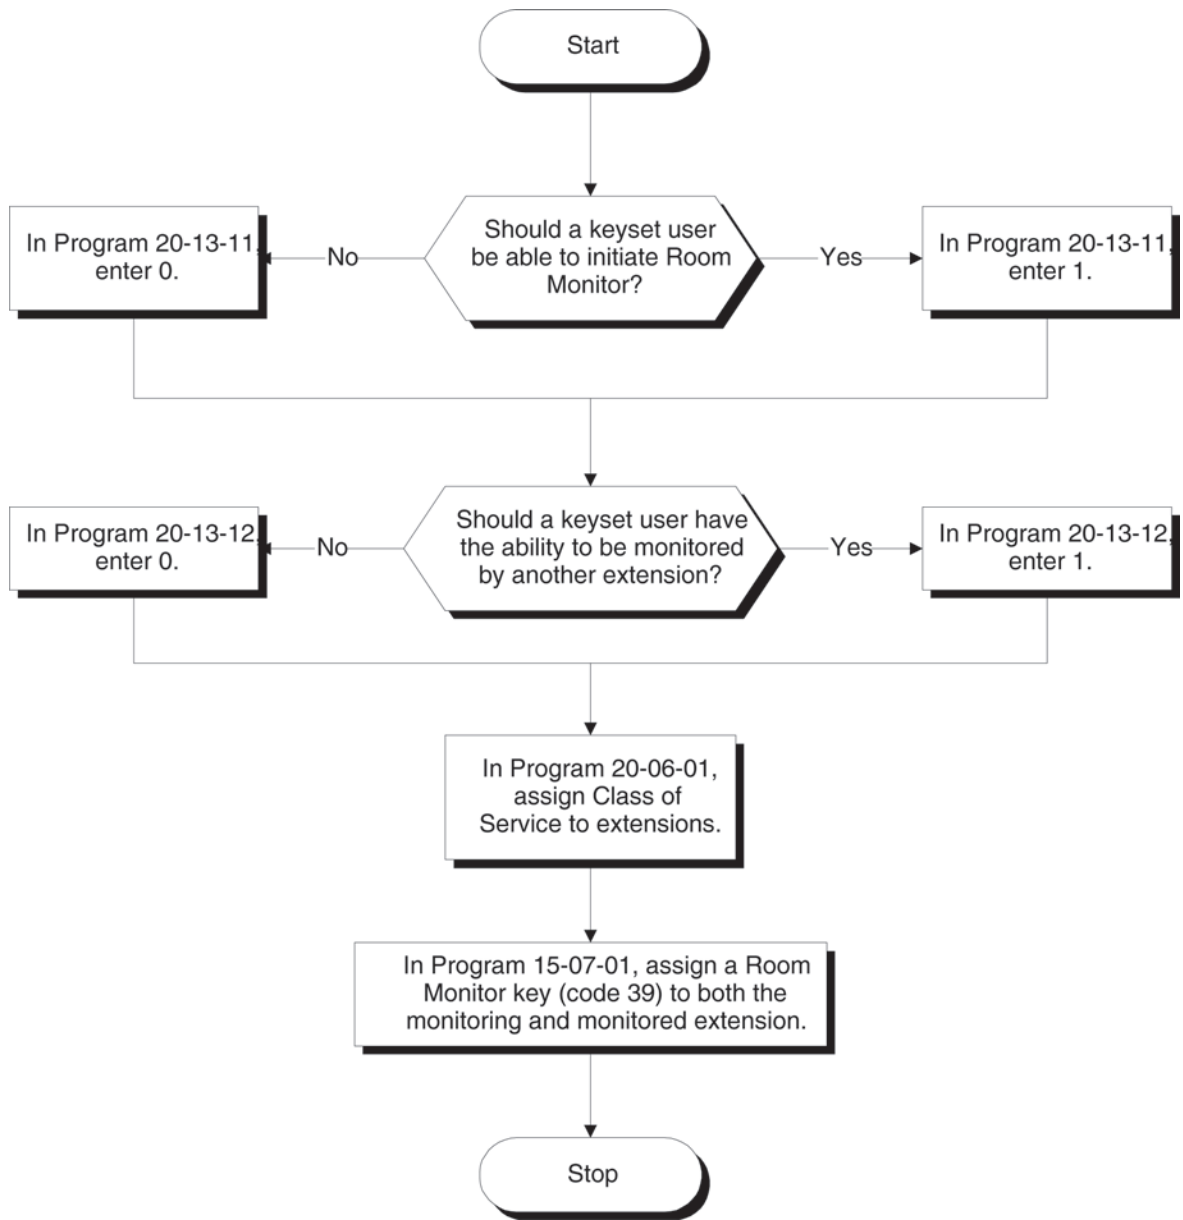 Start
Should a keyset user
be able to initiate Room
Monitor?
No
In Program 20-13-11,
enter 0.
Yes
In Program 20-13-11,
enter 1.
Should a keyset user have
the ability to be monitored
by another extension?
No
In Program 20-13-12,
enter 0.
Yes
In Program 20-13-12,
enter 1.
In Program 20-06-01,
assign Class of
Service to extensions.
In Program 15-07-01, assign a Room
Monitor key (code 39) to both the
monitoring and monitored extension.
Stop